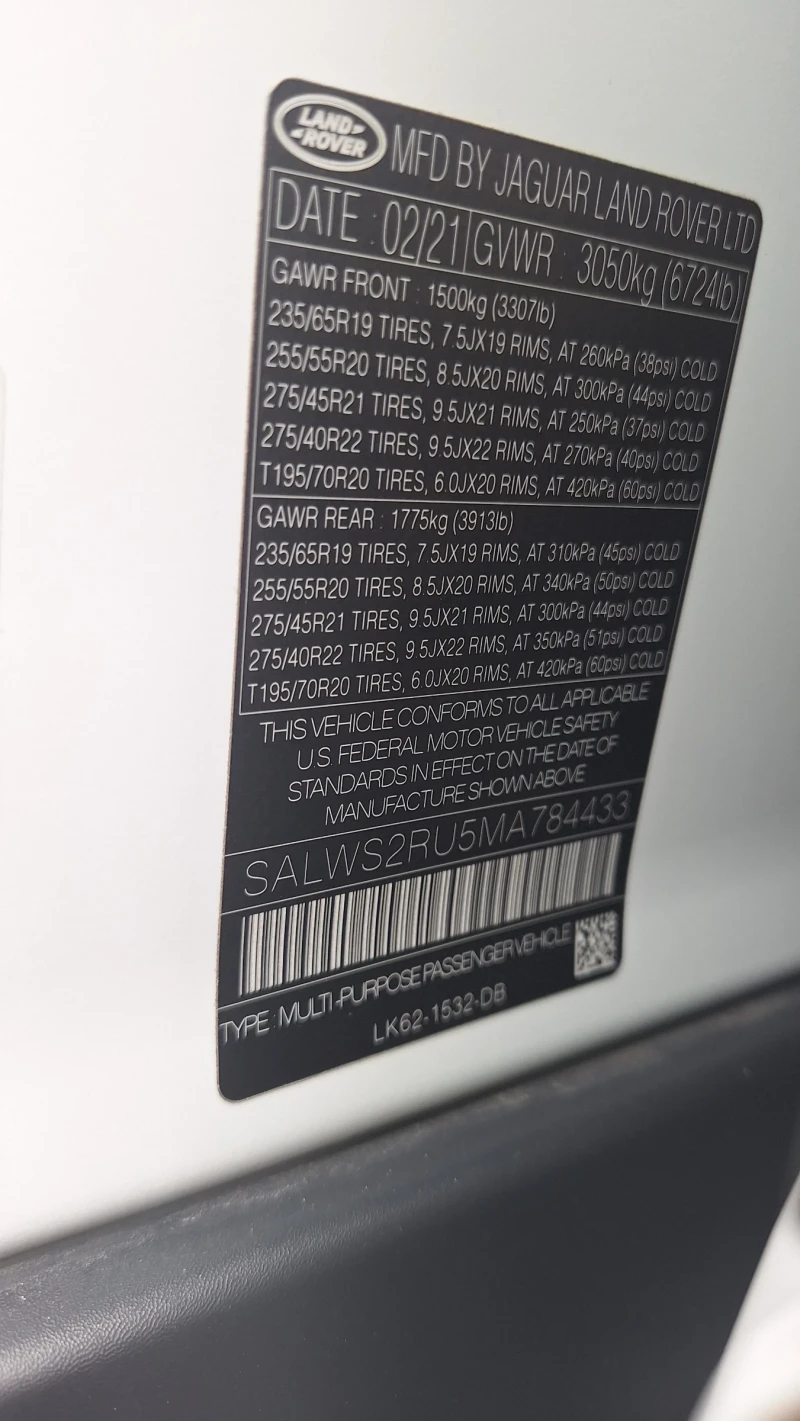 LAND
ROVER
MFD BY JAGUAR LAND ROVER LTD
DATE : 02/21 GVWR : 3050kg (6724lb)
GAWR FRONT : 1500kg (3307lb)
235/65R19 TIRES, 7.5JX19 RIMS, AT 260kPa (38psi) COLD
255/55R20 TIRES, 8.5JX20 RIMS, AT 300kPa (44psi) COLD
275/45R21 TIRES, 9.5JX21 RIMS, AT 250kPa (37psi) COLD
275/40R22 TIRES, 9.5JX22 RIMS, AT 270kPa (40psi) COLD
T195/70R20 TIRES, 6.0JX20 RIMS, AT 420kPa (60psi) COLD
GAWR REAR : 1775kg (3913lb)
235/65R19 TIRES, 7.5JX19 RIMS, AT 310kPa (45psi) COLD
255/55R20 TIRES, 8.5JX20 RIMS, AT 340kPa (50psi) COLD
275/45R21 TIRES, 9.5JX21 RIMS, AT 300kPa (44psi) COLD
275/40R22 TIRES, 9.5JX22 RIMS, AT 350kPa (51psi) COLD
T195/70R20 TIRES, 6.0JX20 RIMS, AT 420kPa (60psi) COLD
THIS VEHICLE CONFORMS TO ALL APPLICABLE
U.S. FEDERAL MOTOR VEHICLE SAFETY
STANDARDS IN EFFECT ON THE DATE OF
MANUFACTURE SHOWN ABOVE
SALWS2RU5MA784433
TYPE : MULTI-PURPOSE PASSENGER VEHICLE
LK62-1532-DB